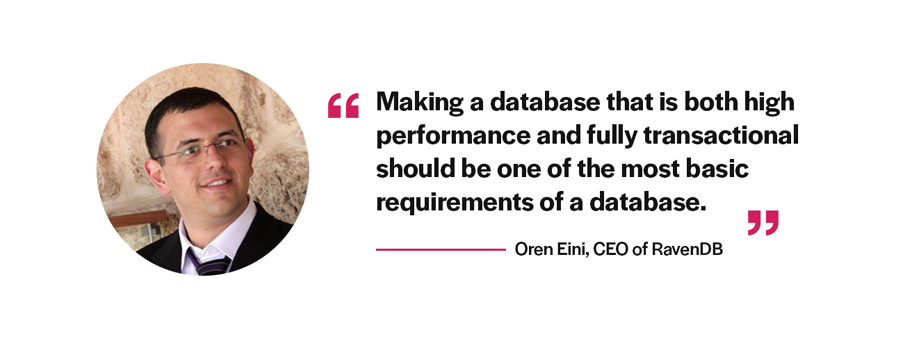 “
Making a database that is both high
performance and fully transactional
should be one of the most basic
requirements of a database.
”
Oren Eini, CEO of RavenDB